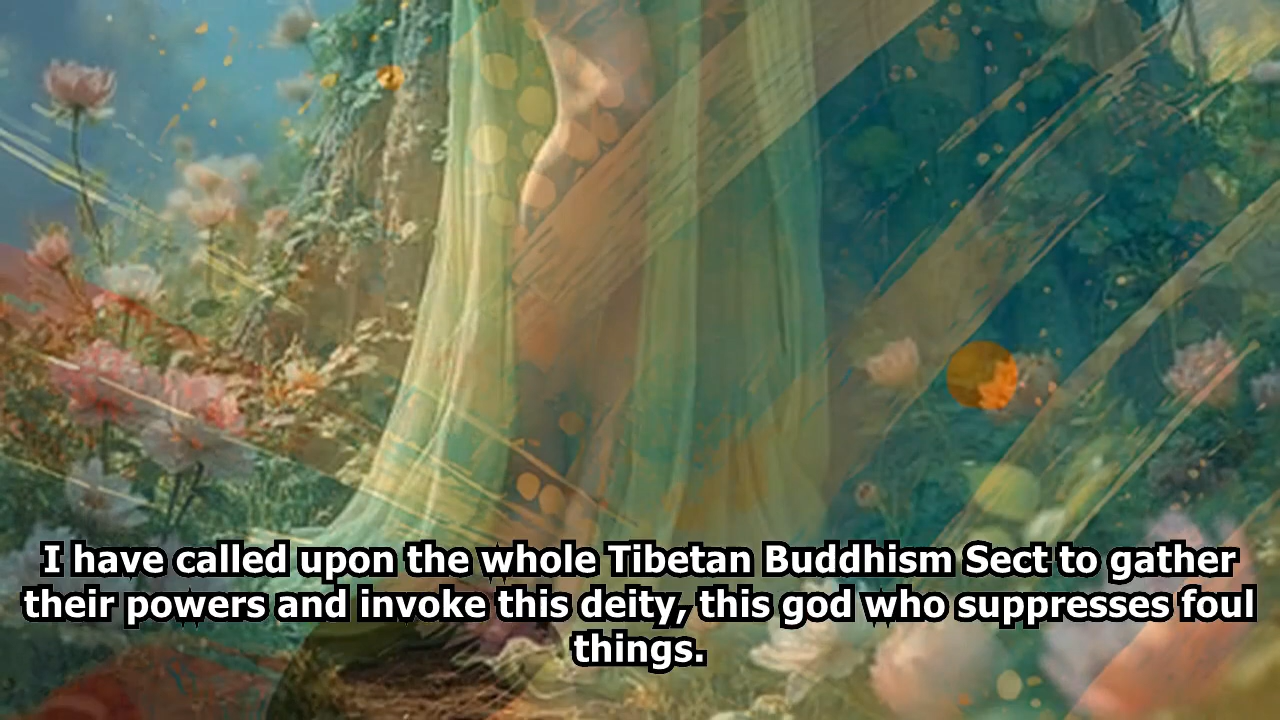 I have called upon the whole Tibetan Buddhism Sect to gather
their powers and invoke this deity, this god who suppresses foul
things.